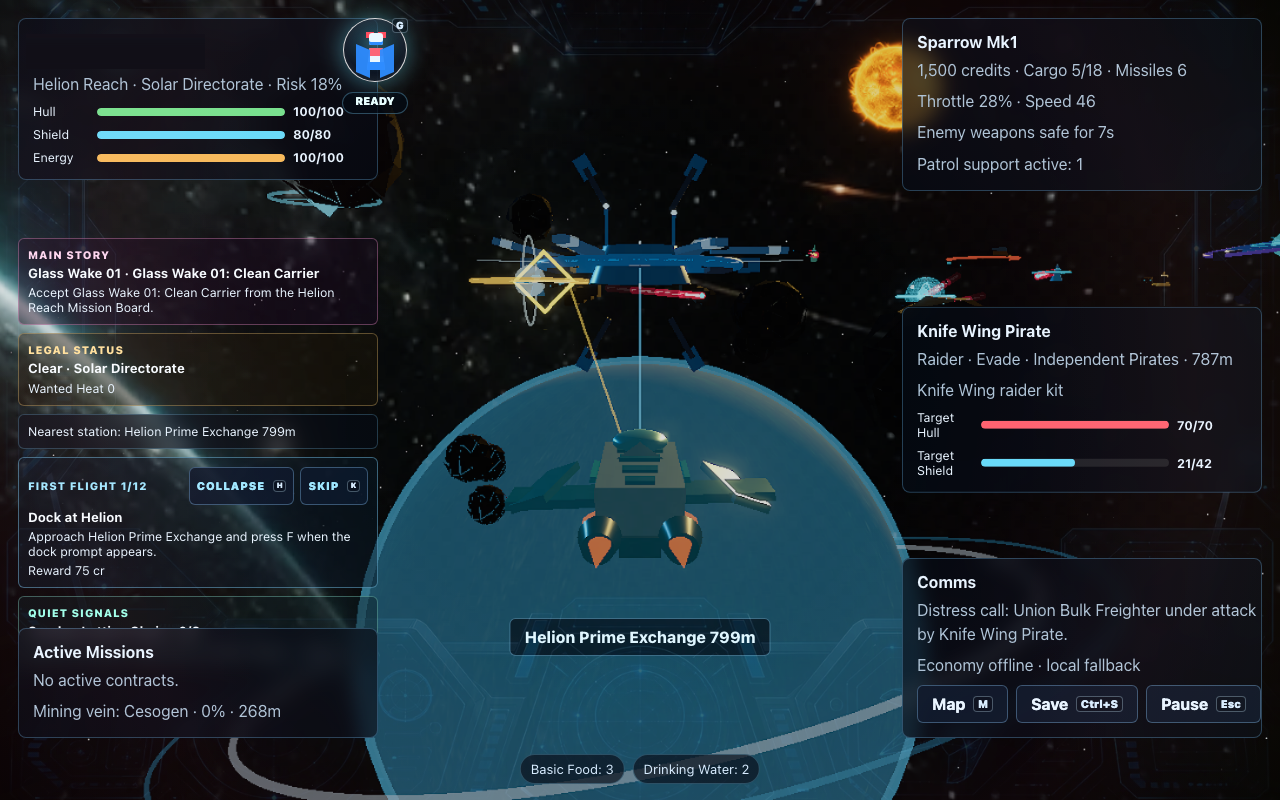 G
READY
Helion Reach · Solar Directorate · Risk 18%
Hull 100/100
Shield 80/80
Energy 100/100
MAIN STORY
Glass Wake 01 · Glass Wake 01: Clean Carrier
Accept Glass Wake 01: Clean Carrier from the Helion
Reach Mission Board.
LEGAL STATUS
Clear · Solar Directorate
Wanted Heat 0
Nearest station: Helion Prime Exchange 799m
FIRST FLIGHT 1/12
COLLAPSE H
SKIP K
Dock at Helion
Approach Helion Prime Exchange and press F when the
dock prompt appears.
Reward 75 cr
QUIET SIGNALS
Active Missions
No active contracts.
Mining vein: Cesogen · 0% · 268m
Helion Prime Exchange 799m
Basic Food: 3
Drinking Water: 2
Sparrow Mk1
1,500 credits · Cargo 5/18 · Missiles 6
Throttle 28% · Speed 46
Enemy weapons safe for 7s
Patrol support active: 1
Knife Wing Pirate
Raider · Evade · Independent Pirates · 787m
Knife Wing raider kit
Target
Hull
70/70
Target
Shield
21/42
Comms
Distress call: Union Bulk Freighter under attack
by Knife Wing Pirate.
Economy offline · local fallback
Map M
Save Ctrl+S
Pause Esc